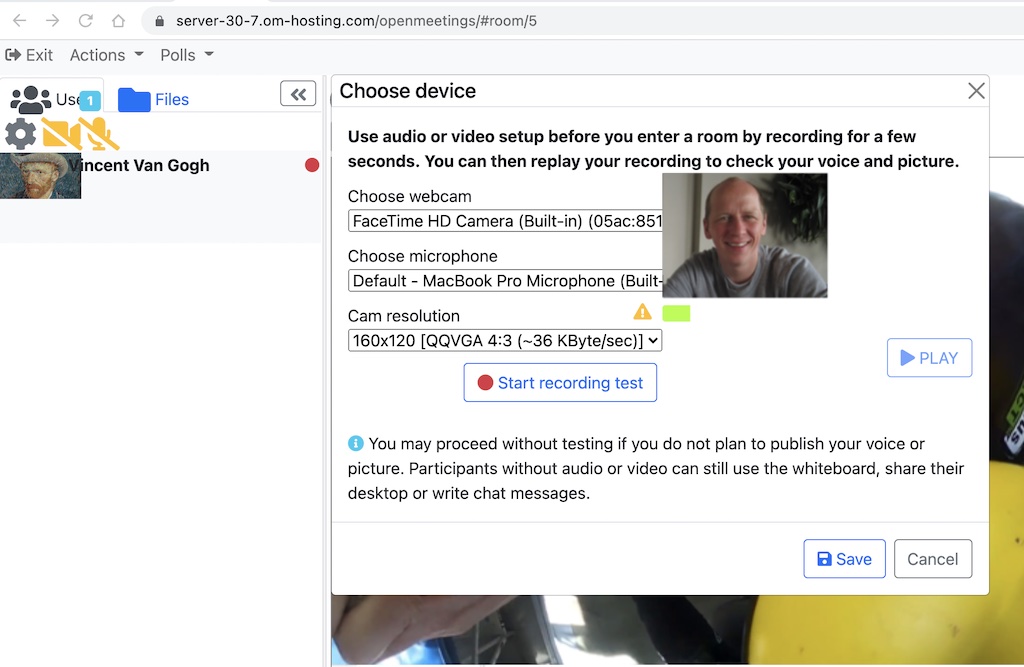 server-30-7.om-hosting.com/openmeetings/#room/5
Exit Actions Polls
Use 1 Files
Vincent Van Gogh
Choose device
Use audio or video setup before you enter a room by recording for a few
seconds. You can then replay your recording to check your voice and picture.
Choose webcam
FaceTime HD Camera (Built-in) (05ac:851
Choose microphone
Default - MacBook Pro Microphone (Built-
Cam resolution
160x120 [QQVGA 4:3 (~36 KByte/sec)]
PLAY
Start recording test
You may proceed without testing if you do not plan to publish your voice or
picture. Participants without audio or video can still use the whiteboard, share their
desktop or write chat messages.
Save Cancel